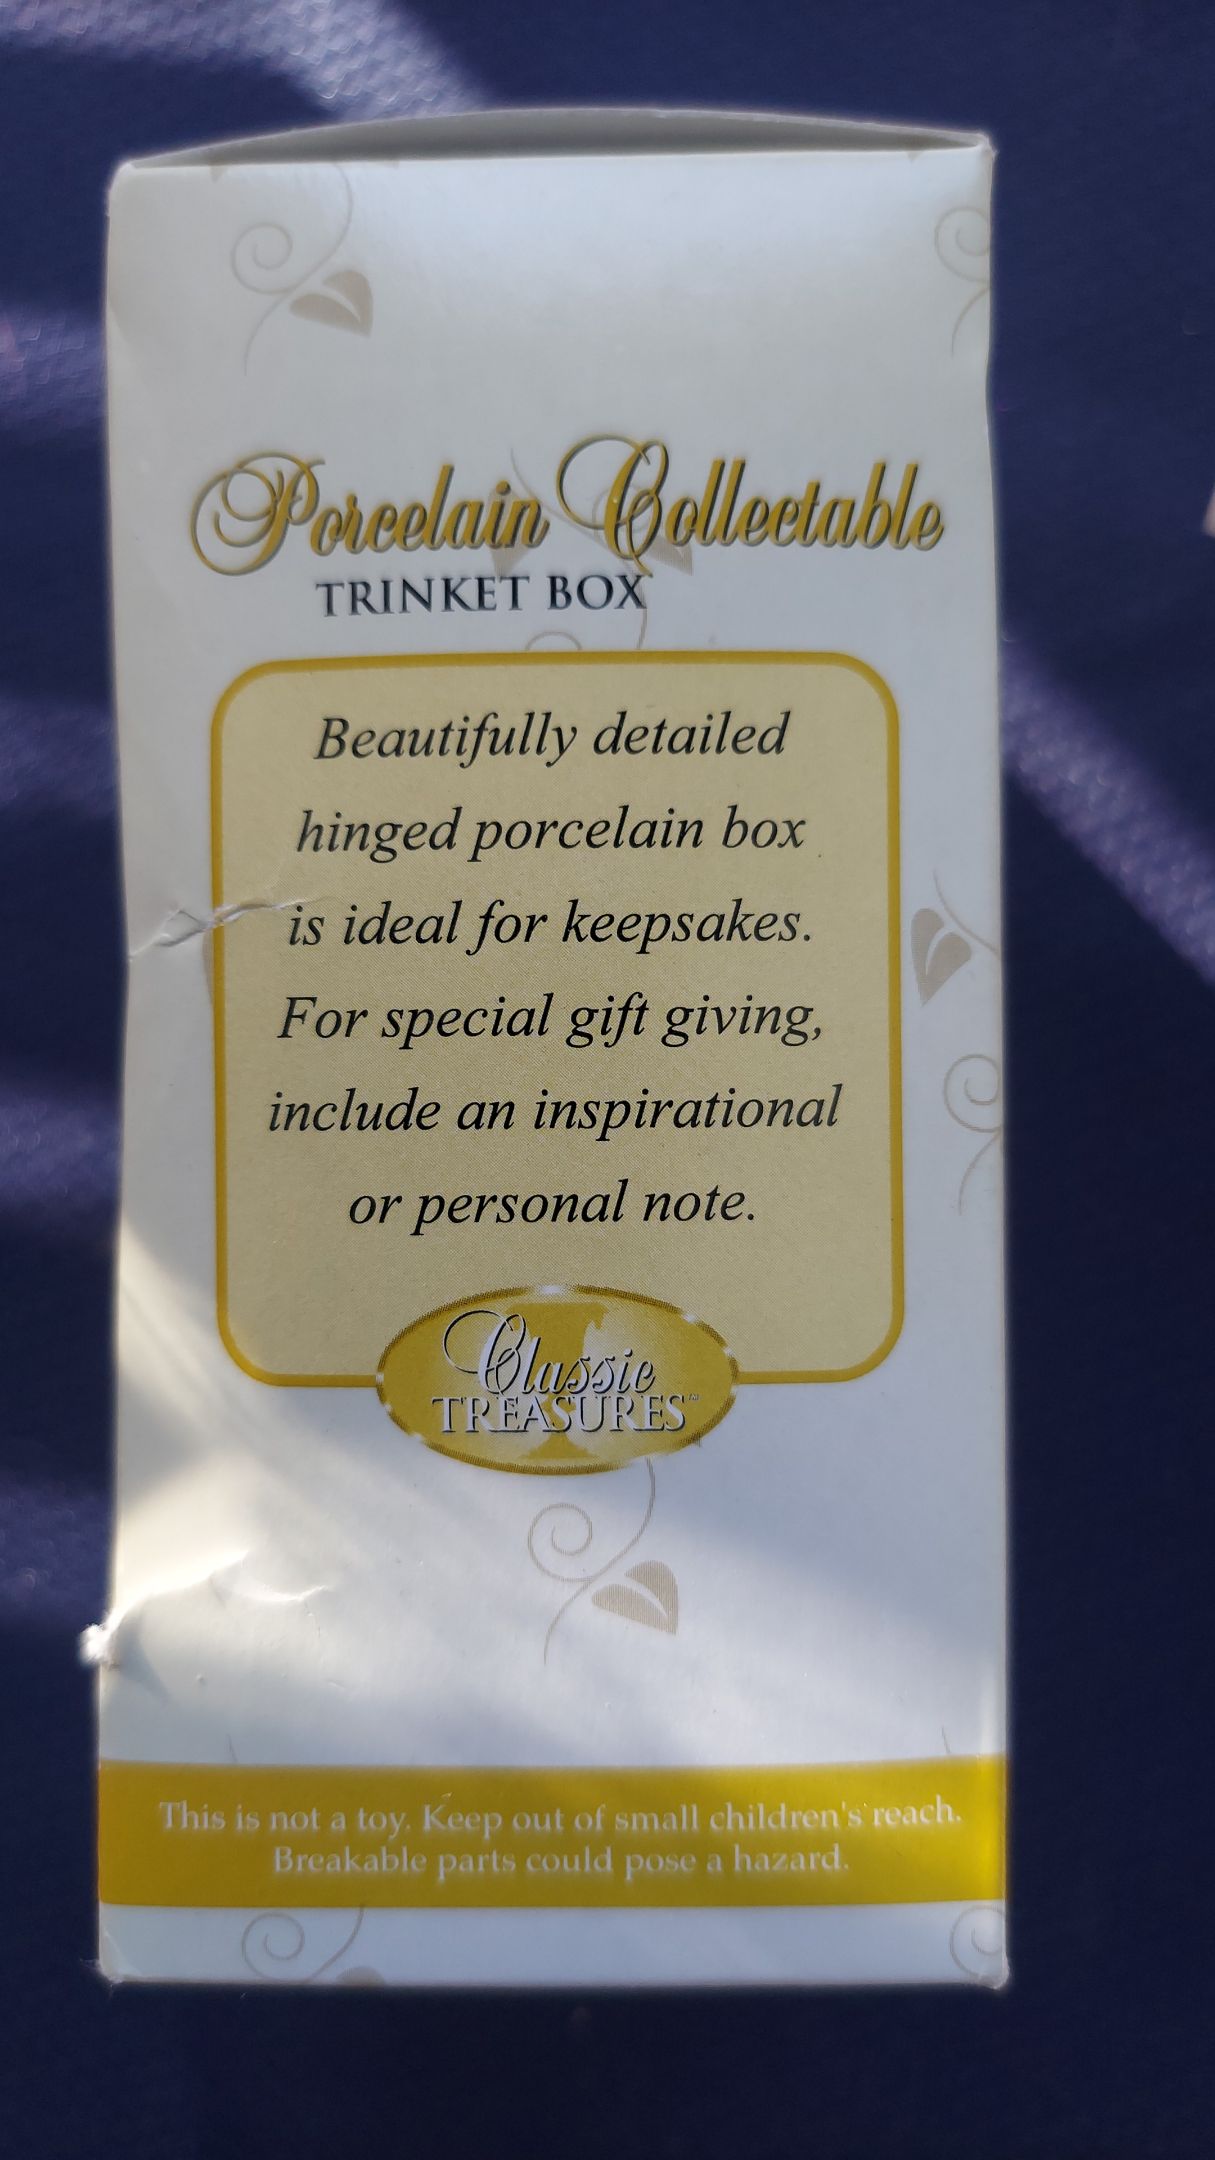 Porcelain Collectable
TRINKET BOX
Beautifully detailed
hinged porcelain box
is ideal for keepsakes.
For special gift giving,
include an inspirational
or personal note.
Classic
TREASURES™
This is not a toy. Keep out of small children's reach.
Breakable parts could pose a hazard.